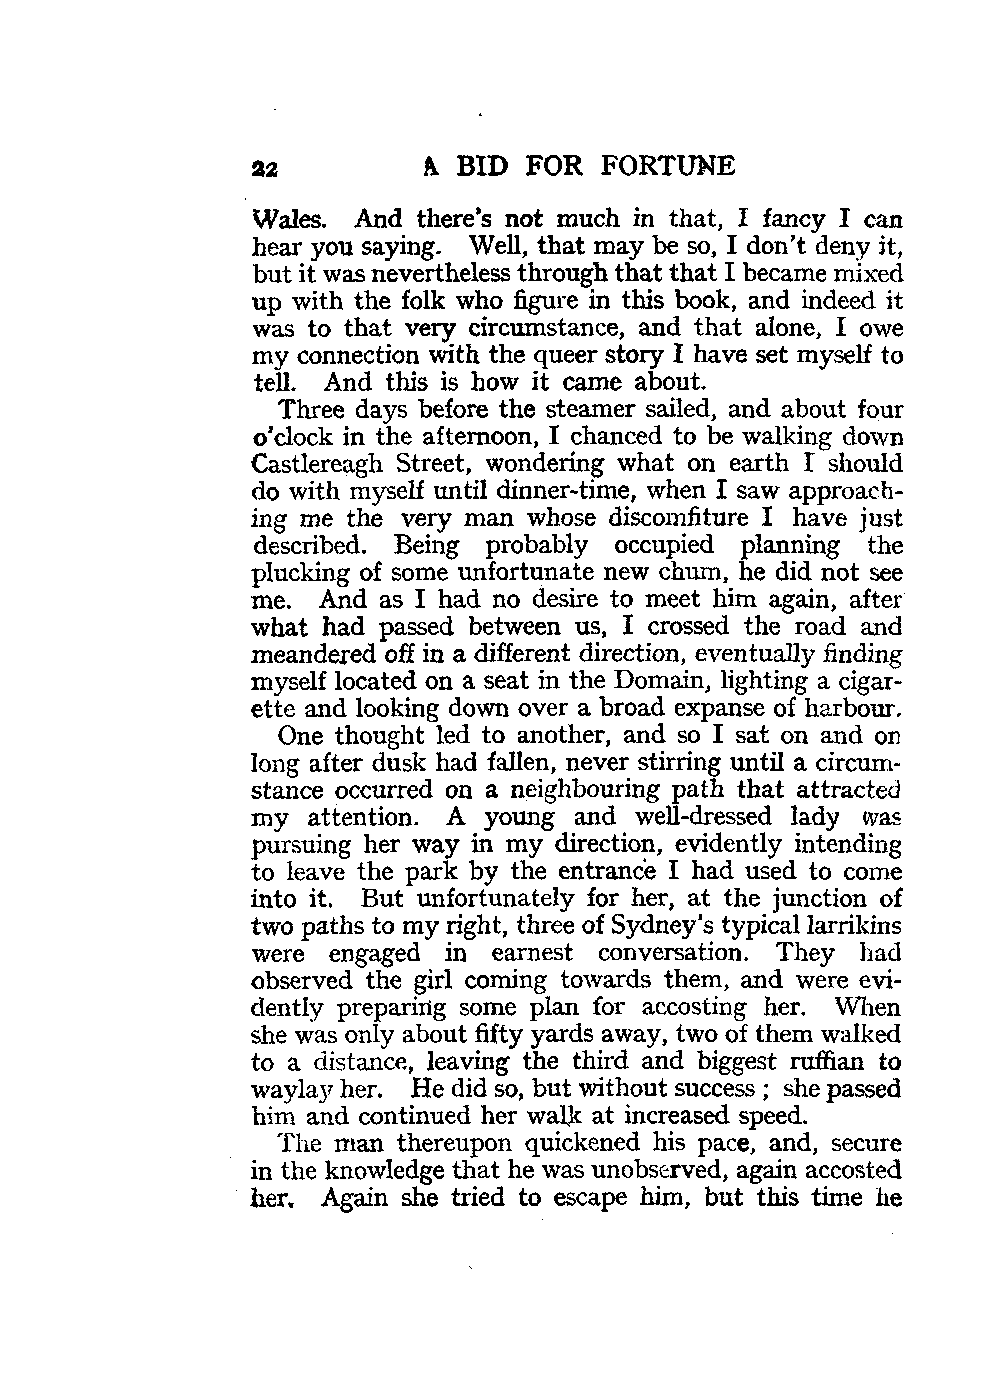 22 A BID FOR FORTUNE
Wales. And there's not much in that, I fancy I can
hear you saying. Well, that may be so, I don't deny it,
but it was nevertheless through that that I became mixed
up with the folk who figure in this book, and indeed it
was to that very circumstance, and that alone, I owe
my connection with the queer story I have set myself to
tell. And this is how it came about.
Three days before the steamer sailed, and about four
o'clock in the afternoon, I chanced to be walking down
Castlereagh Street, wondering what on earth I should
do with myself until dinner-time, when I saw approach-
ing me the very man whose discomfiture I have just
described. Being probably occupied planning the
plucking of some unfortunate new chum, he did not see
me. And as I had no desire to meet him again, after
what had passed between us, I crossed the road and
meandered off in a different direction, eventually finding
myself located on a seat in the Domain, lighting a cigar-
ette and looking down over a broad expanse of harbour.
One thought led to another, and so I sat on and on
long after dusk had fallen, never stirring until a circum-
stance occurred on a neighbouring path that attracted
my attention. A young and well-dressed lady was
pursuing her way in my direction, evidently intending
to leave the park by the entrance I had used to come
into it. But unfortunately for her, at the junction of
two paths to my right, three of Sydney's typical larrikins
were engaged in earnest conversation. They had
observed the girl coming towards them, and were evi-
dently preparing some plan for accosting her. When
she was only about fifty yards away, two of them walked
to a distance, leaving the third and biggest ruffian to
waylay her. He did so, but without success ; she passed
him and continued her walk at increased speed.
The man thereupon quickened his pace, and, secure
in the knowledge that he was unobserved, again accosted
her. Again she tried to escape him, but this time he